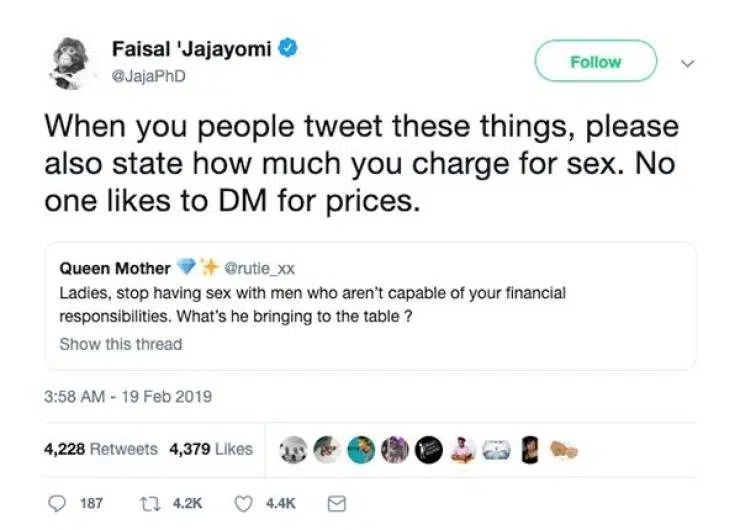 Faisal 'Jajayomi
@JajaPhD
Follow
When you people tweet these things, please
also state how much you charge for sex. No
one likes to DM for prices.
Queen Mother 💎✨ @rutie_xx
Ladies, stop having sex with men who aren't capable of your financial
responsibilities. What's he bringing to the table ?
Show this thread
3:58 AM - 19 Feb 2019
4,228 Retweets 4,379 Likes
187 4.2K 4.4K